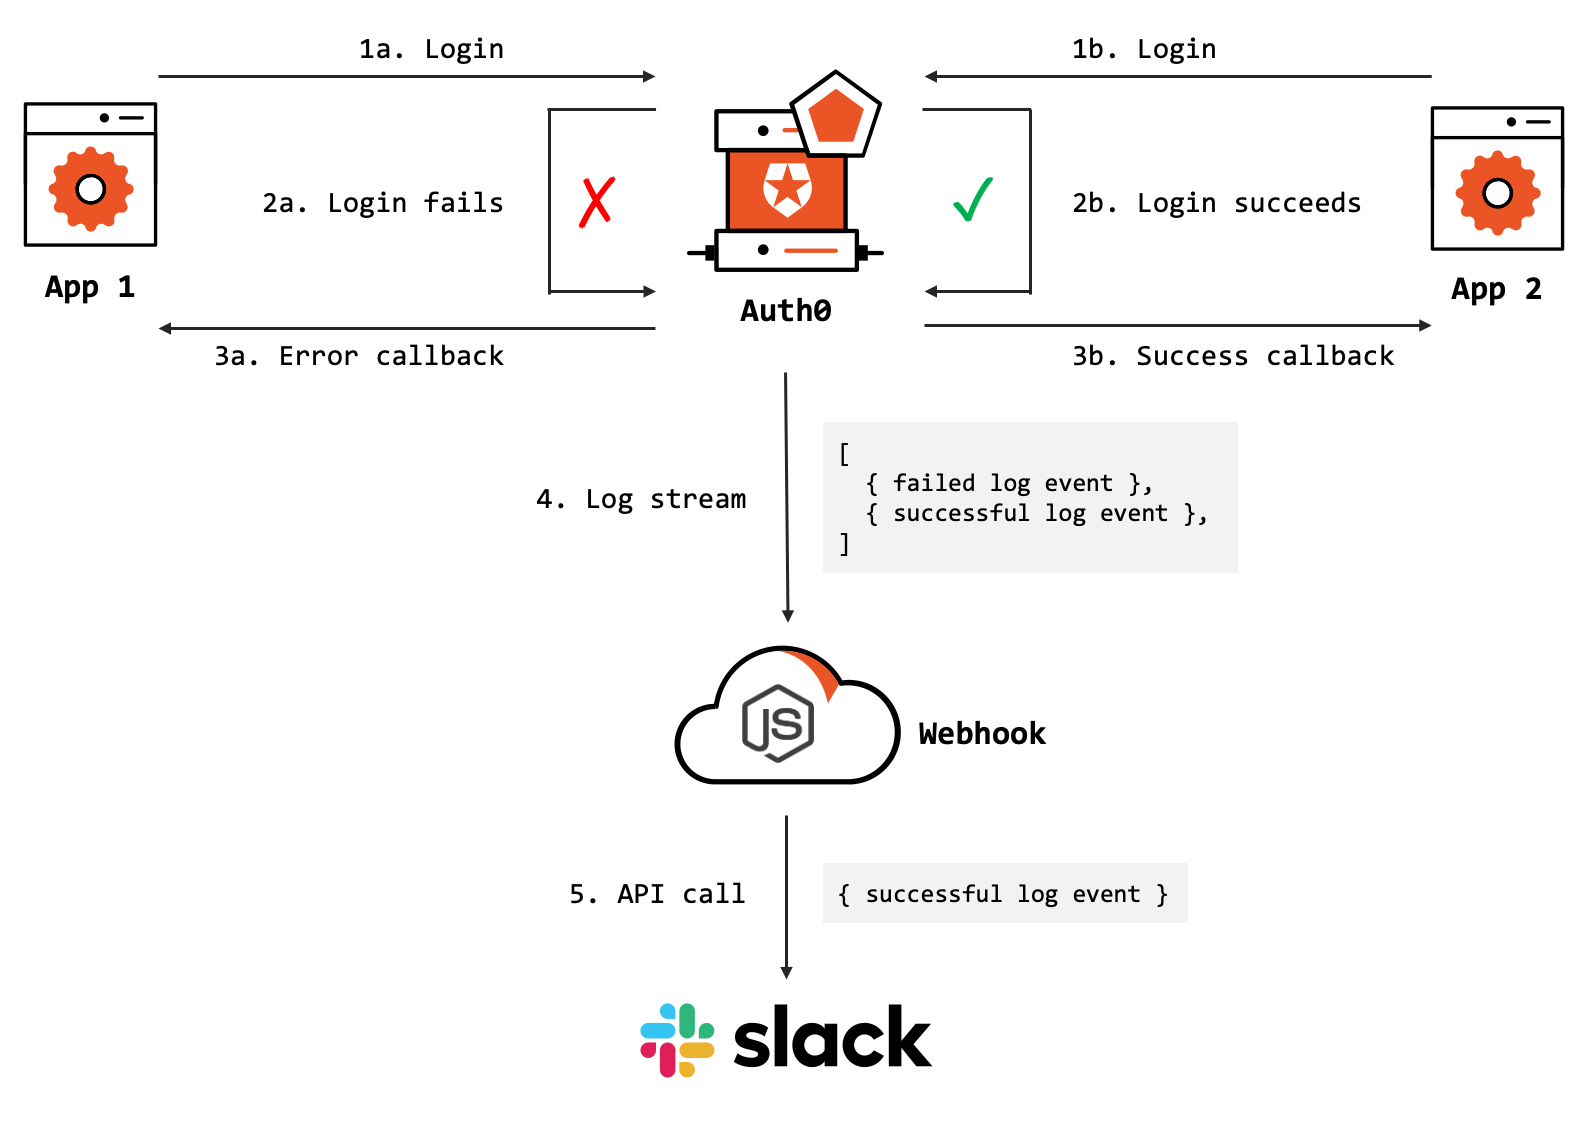 1a. Login
1b. Login
2a. Login fails
2b. Login succeeds
App 1
Auth0
App 2
3a. Error callback
3b. Success callback
4. Log stream
[
{ failed log event },
{ successful log event },
]
JS
Webhook
5. API call
{ successful log event }
slack